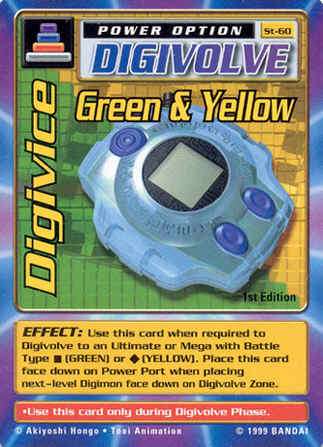 POWER OPTION
St-60
DIGIVOLVE
Digivice
Green & Yellow
1st Edition
EFFECT: Use this card when required to
Digivolve to an Ultimate or Mega with Battle
Type ■ (GREEN) or ◆ (YELLOW). Place this card
face down on Power Port when placing
next-level Digimon face down on Digivolve Zone.
•Use this card only during Digivolve Phase.
© Akiyoshi Hongo • Toei Animation © 1999 BANDAI